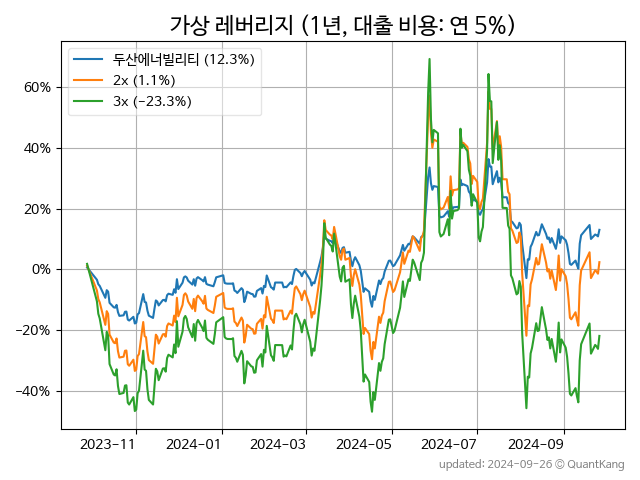 가상 레버리지 (1년, 대출 비용: 연 5%)
두산에너빌리티 (12.3%)
2x (1.1%)
3x (−23.3%)
60%
40%
20%
0%
−20%
−40%
2023−11
2024−01
2024−03
2024−05
2024−07
2024−09
updated: 2024-09-26 © QuantKang